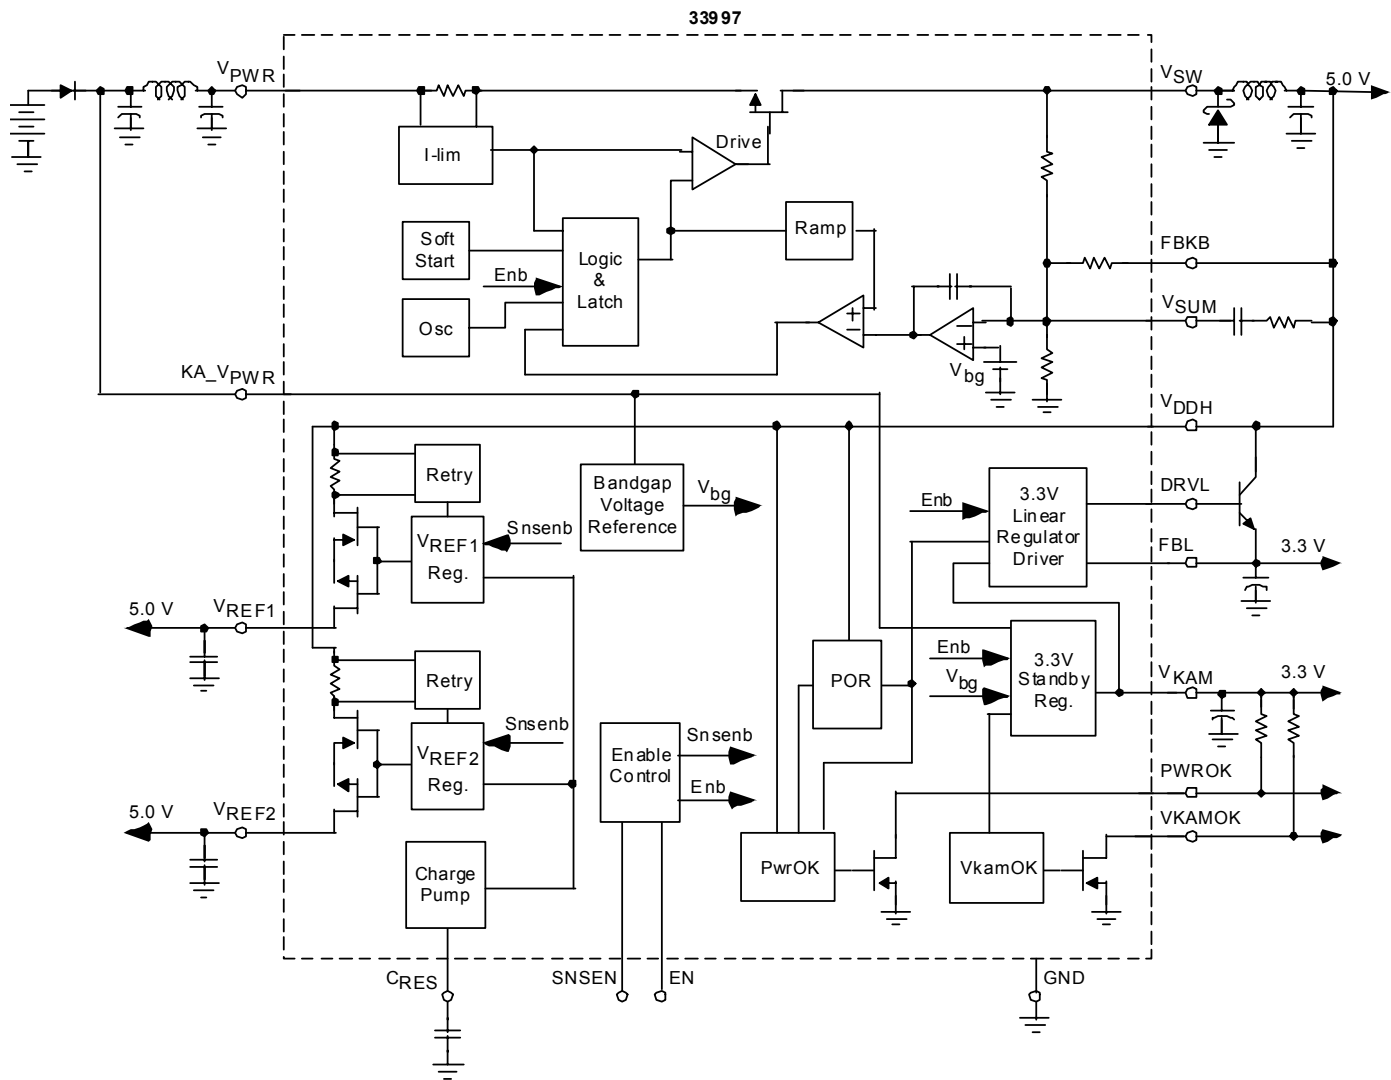 33997
VPWR
VSW
5.0 V
I-lim
Drive
Soft
Start
Logic
&
Latch
Ramp
Enb
Osc
FBKB
VSUM
+
−
−
+
Vbg
KA_VPWR
VDDH
Retry
Bandgap
Voltage
Reference
Vbg
VREF1
Reg.
Snsenb
Enb
3.3V
Linear
Regulator
Driver
DRVL
FBL
3.3 V
5.0 V
VREF1
Retry
VREF2
Reg.
Snsenb
Enable
Control
Snsenb
Enb
POR
Enb
Vbg
3.3V
Standby
Reg.
VKAM
3.3 V
PWROK
VKAMOK
5.0 V
VREF2
Charge
Pump
PwrOK
VkamOK
CRES
SNSEN
EN
GND